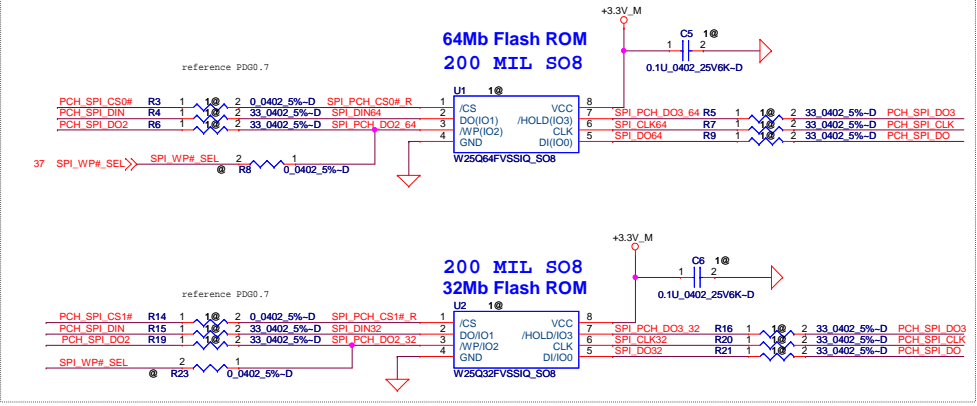 +3.3V_M
64Mb Flash ROM
200 MIL SO8
C5 1@
1 2
0.1U_0402_25V6K~D
reference PDG0.7
U1 1@
PCH_SPI_CS0# R3 1 1@ 2 0_0402_5%~D SPI_PCH_CS0#_R 1 /CS VCC 8
PCH_SPI_DIN R4 1 1@ 2 33_0402_5%~D SPI_DIN64 2 DO(IO1) /HOLD(IO3) 7 SPI_PCH_DO3_64 R5 1 1@ 2 33_0402_5%~D PCH_SPI_DO3
PCH_SPI_DO2 R6 1 1@ 2 33_0402_5%~D SPI_PCH_DO2_64 3 /WP(IO2) CLK 6 SPI_CLK64 R7 1 1@ 2 33_0402_5%~D PCH_SPI_CLK
4 GND DI(IO0) 5 SPI_DO64 R9 1 1@ 2 33_0402_5%~D PCH_SPI_DO
W25Q64FVSSIQ_SO8
37 SPI_WP#_SEL SPI_WP#_SEL 2 1
@ R8 0_0402_5%~D
+3.3V_M
200 MIL SO8
32Mb Flash ROM
C6 1@
1 2
0.1U_0402_25V6K~D
reference PDG0.7
U2 1@
PCH_SPI_CS1# R14 1 1@ 2 0_0402_5%~D SPI_PCH_CS1#_R 1 /CS VCC 8
PCH_SPI_DIN R15 1 1@ 2 33_0402_5%~D SPI_DIN32 2 DO/IO1 /HOLD/IO3 7 SPI_PCH_DO3_32 R16 1 1@ 2 33_0402_5%~D PCH_SPI_DO3
PCH_SPI_DO2 R19 1 1@ 2 33_0402_5%~D SPI_PCH_DO2_32 3 /WP/IO2 CLK 6 SPI_CLK32 R20 1 1@ 2 33_0402_5%~D PCH_SPI_CLK
4 GND DI/IO0 5 SPI_DO32 R21 1 1@ 2 33_0402_5%~D PCH_SPI_DO
W25Q32FVSSIQ_SO8
SPI_WP#_SEL 2 1
@ R23 0_0402_5%~D